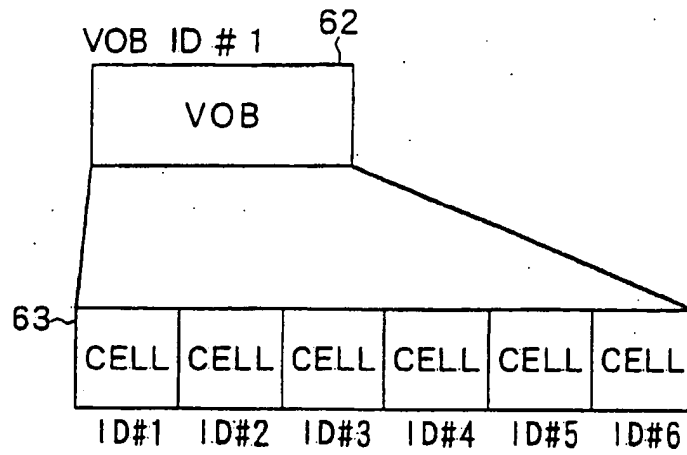 VOB ID # 1 62
VOB
63
CELL CELL CELL CELL CELL CELL
ID#1 ID#2 ID#3 ID#4 ID#5 ID#6